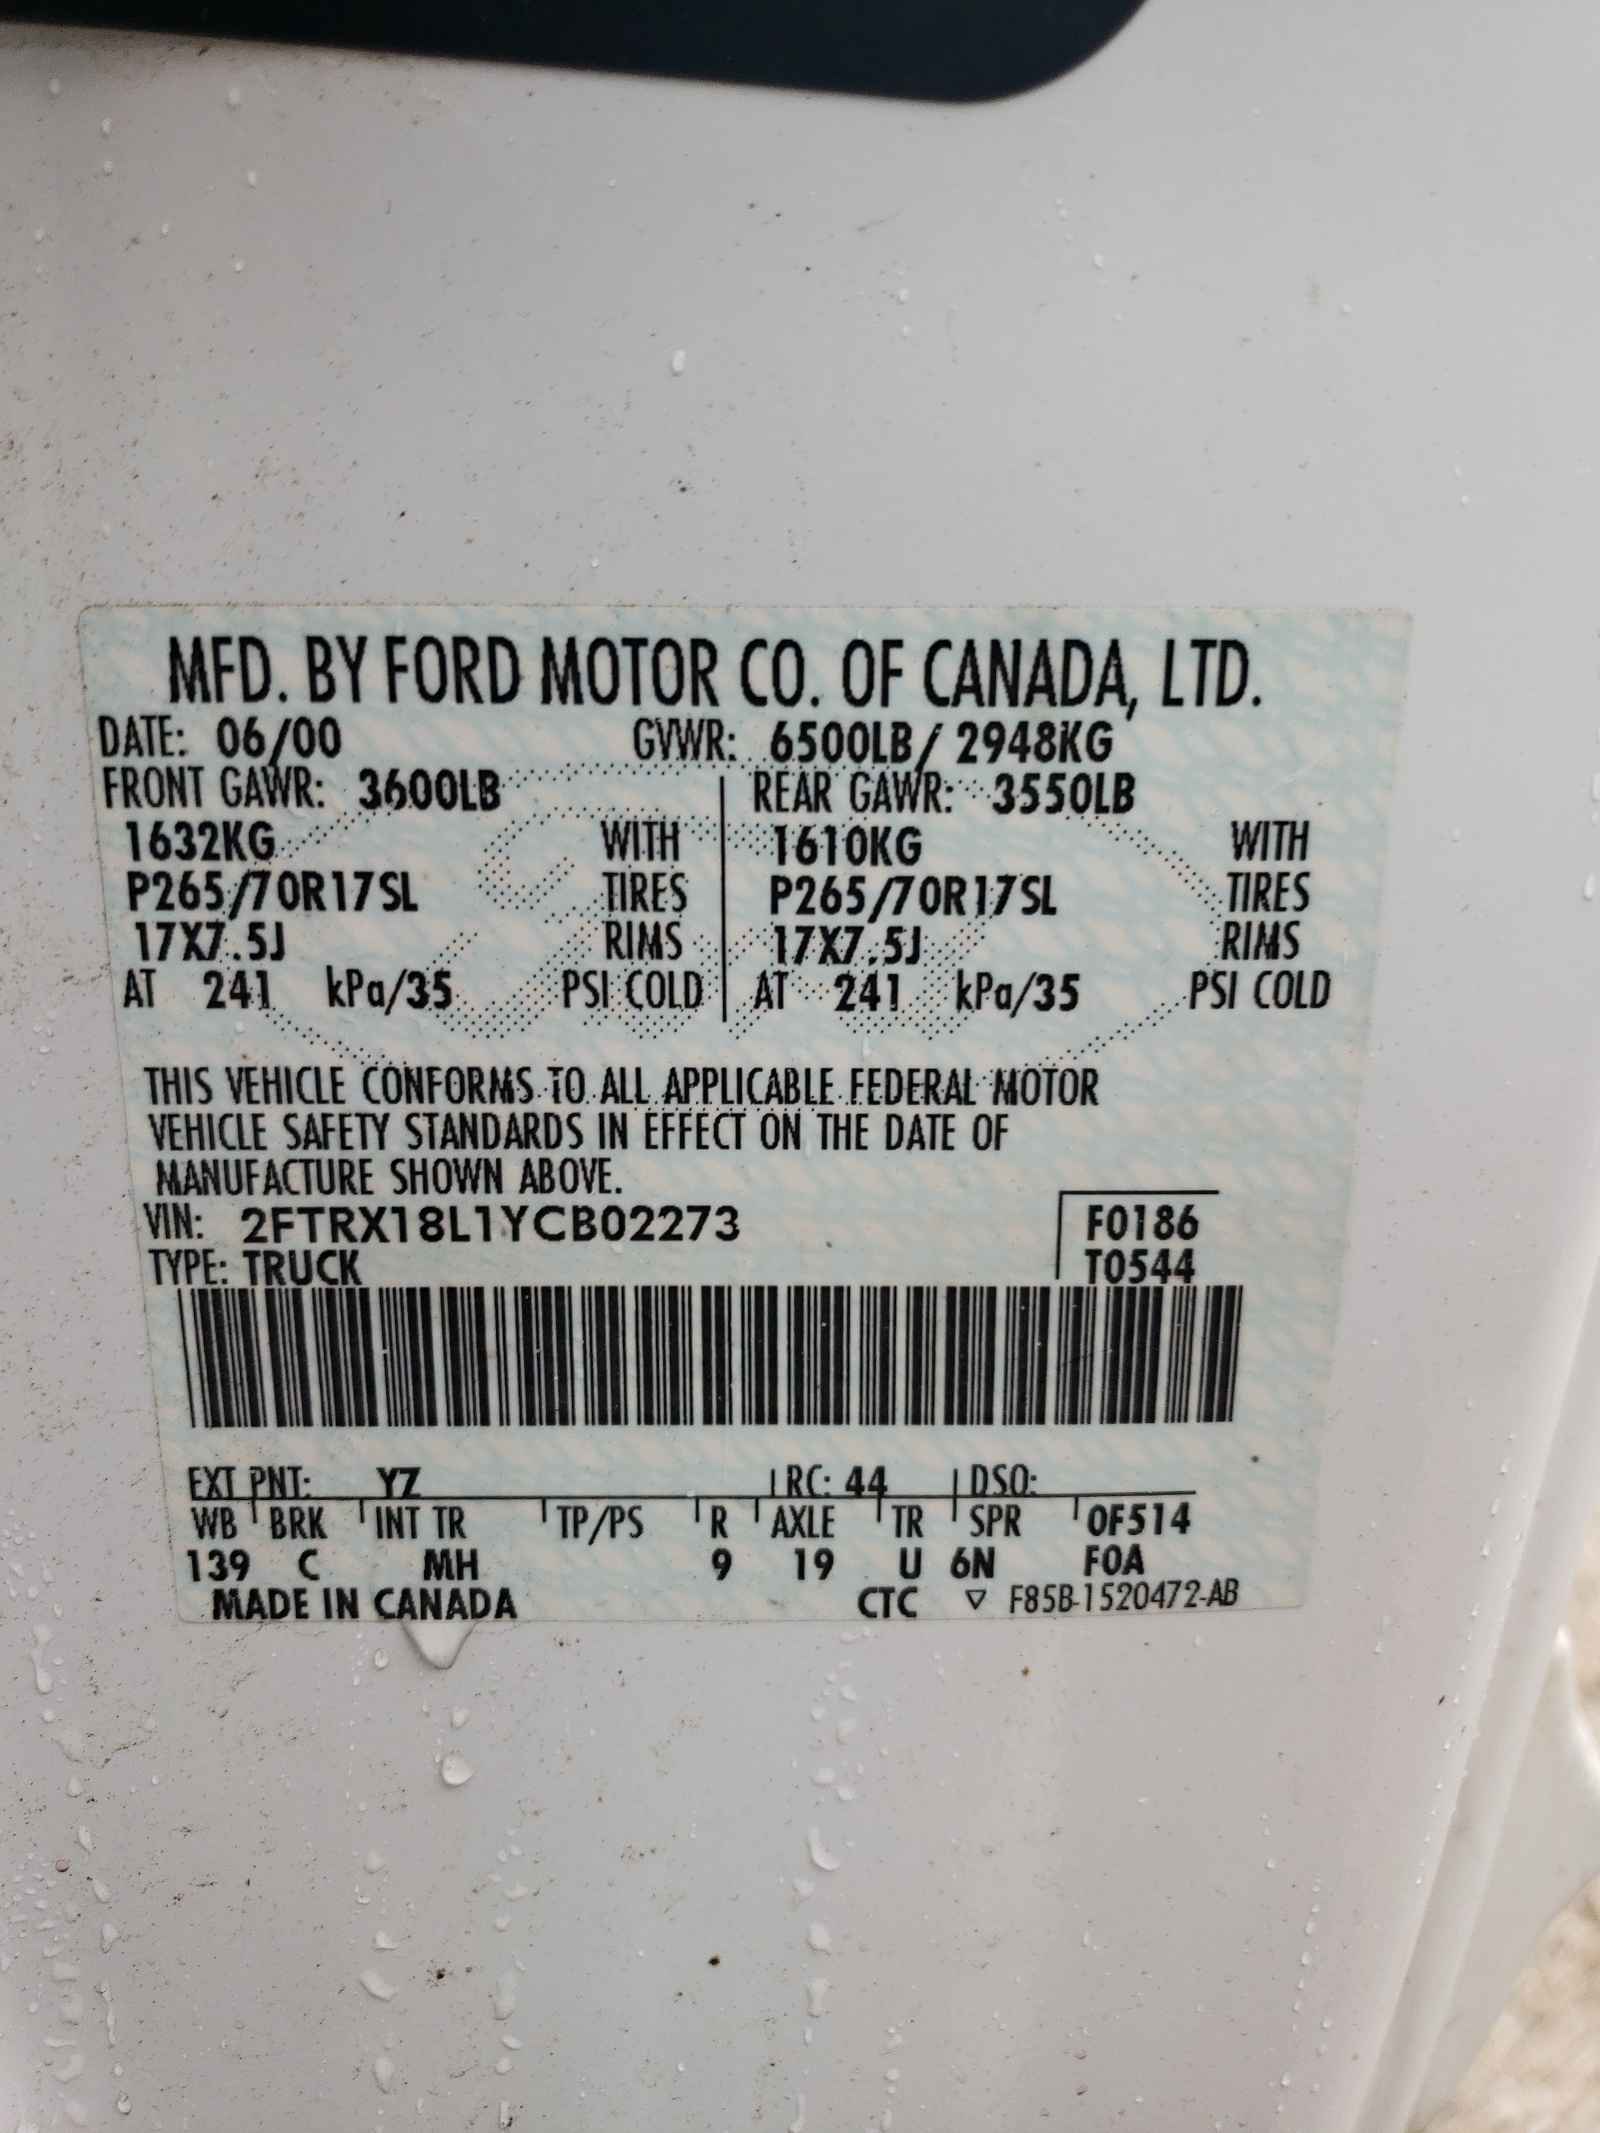 MFD. BY FORD MOTOR CO. OF CANADA, LTD.
DATE: 06/00 GVWR: 6500LB/ 2948KG
FRONT GAWR: 3600LB REAR GAWR: 3550LB
1632KG WITH 1610KG WITH
P265/70R17SL TIRES P265/70R17SL TIRES
17X7.5J RIMS 17X7.5J RIMS
AT 241 kPa/35 PSI COLD AT 241 kPa/35 PSI COLD
THIS VEHICLE CONFORMS TO ALL APPLICABLE FEDERAL MOTOR
VEHICLE SAFETY STANDARDS IN EFFECT ON THE DATE OF
MANUFACTURE SHOWN ABOVE.
VIN: 2FTRX18L1YCB02273 F0186
TYPE: TRUCK T0544
EXT PNT: YZ RC: 44 DSO:
WB BRK INT TR TP/PS R AXLE TR SPR OF514
139 C MH 9 19 U 6N FOA
MADE IN CANADA CTC ▽ F85B-1520472-AB